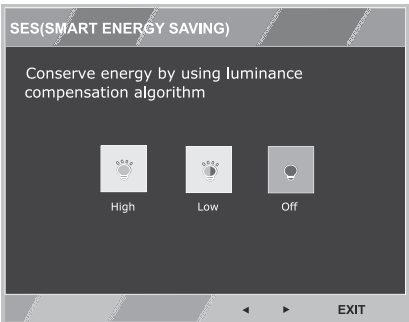 SES(SMART ENERGY SAVING)
Conserve energy by using luminance
compensation algorithm
High Low Off
EXIT